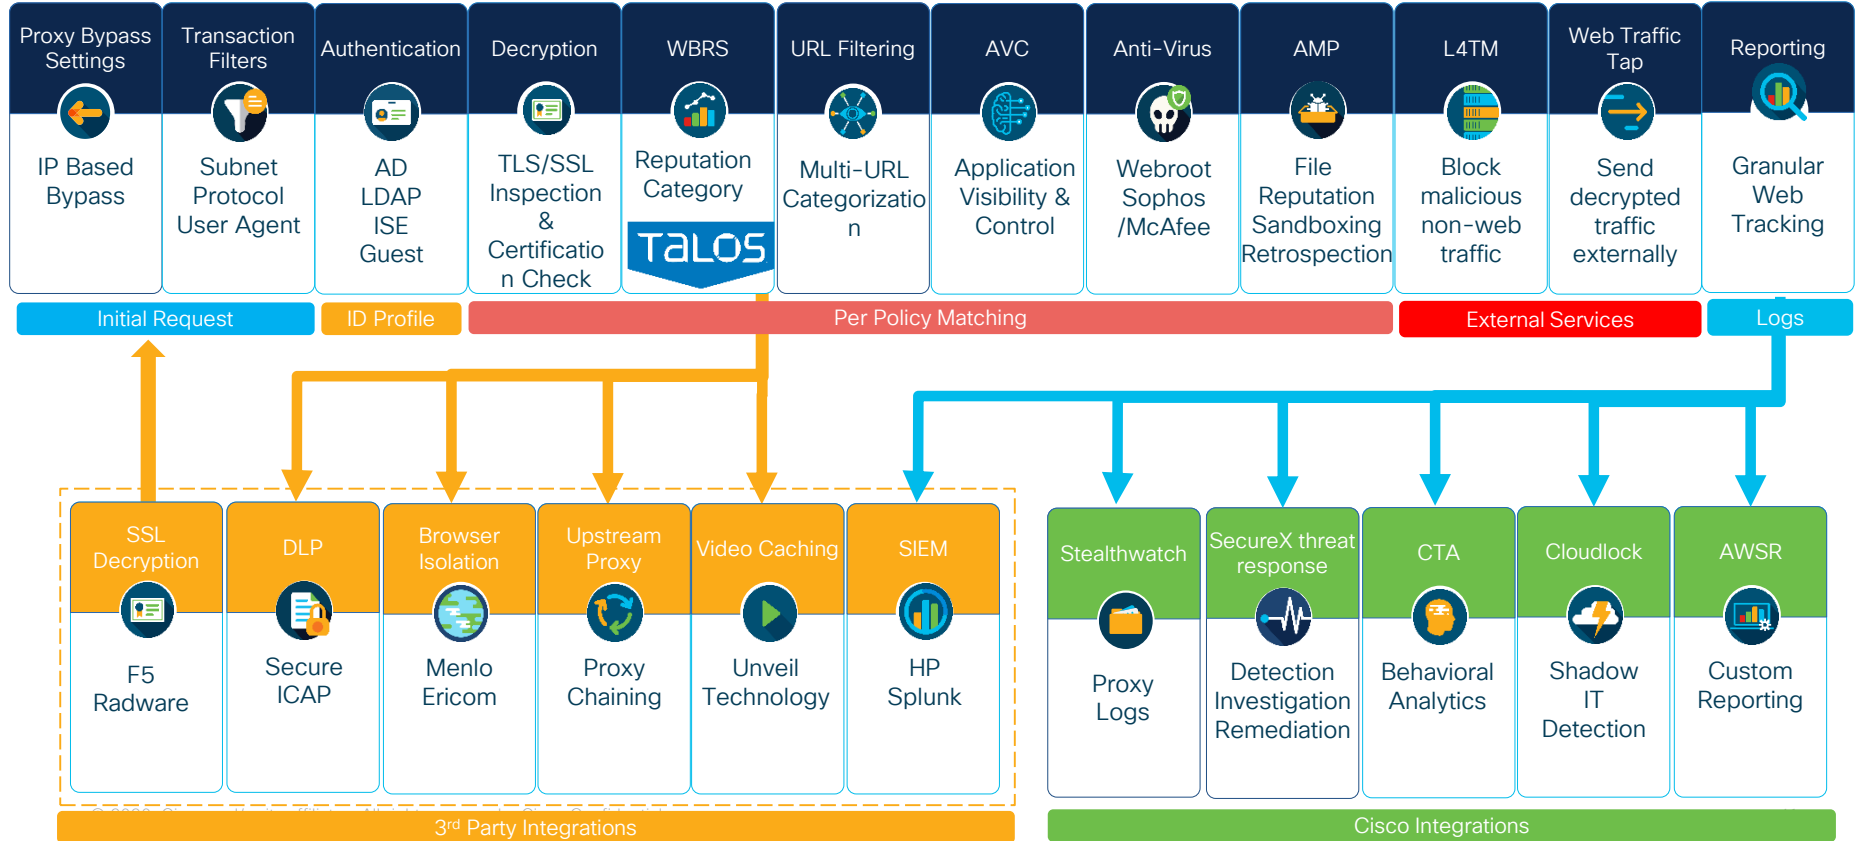 Proxy Bypass
Settings
IP Based
Bypass
Transaction
Filters
Subnet
Protocol
User Agent
Authentication
AD
LDAP
ISE
Guest
Decryption
TLS/SSL
Inspection
&
Certificatio
n Check
WBRS
Reputation
Category
TALOS
URL Filtering
Multi-URL
Categorizatio
n
AVC
Application
Visibility &
Control
Anti-Virus
Webroot
Sophos
/McAfee
AMP
File
Reputation
Sandboxing
Retrospection
L4TM
Block
malicious
non-web
traffic
Web Traffic
Tap
Send
decrypted
traffic
externally
Reporting
Granular
Web
Tracking
Initial Request
ID Profile
Per Policy Matching
External Services
Logs
SSL
Decryption
F5
Radware
DLP
Secure
ICAP
Browser
Isolation
Menlo
Ericom
Upstream
Proxy
Proxy
Chaining
Video Caching
Unveil
Technology
SIEM
HP
Splunk
Stealthwatch
Proxy
Logs
SecureX threat
response
Detection
Investigation
Remediation
CTA
Behavioral
Analytics
Cloudlock
Shadow
IT
Detection
AWSR
Custom
Reporting
3rd Party Integrations
Cisco Integrations